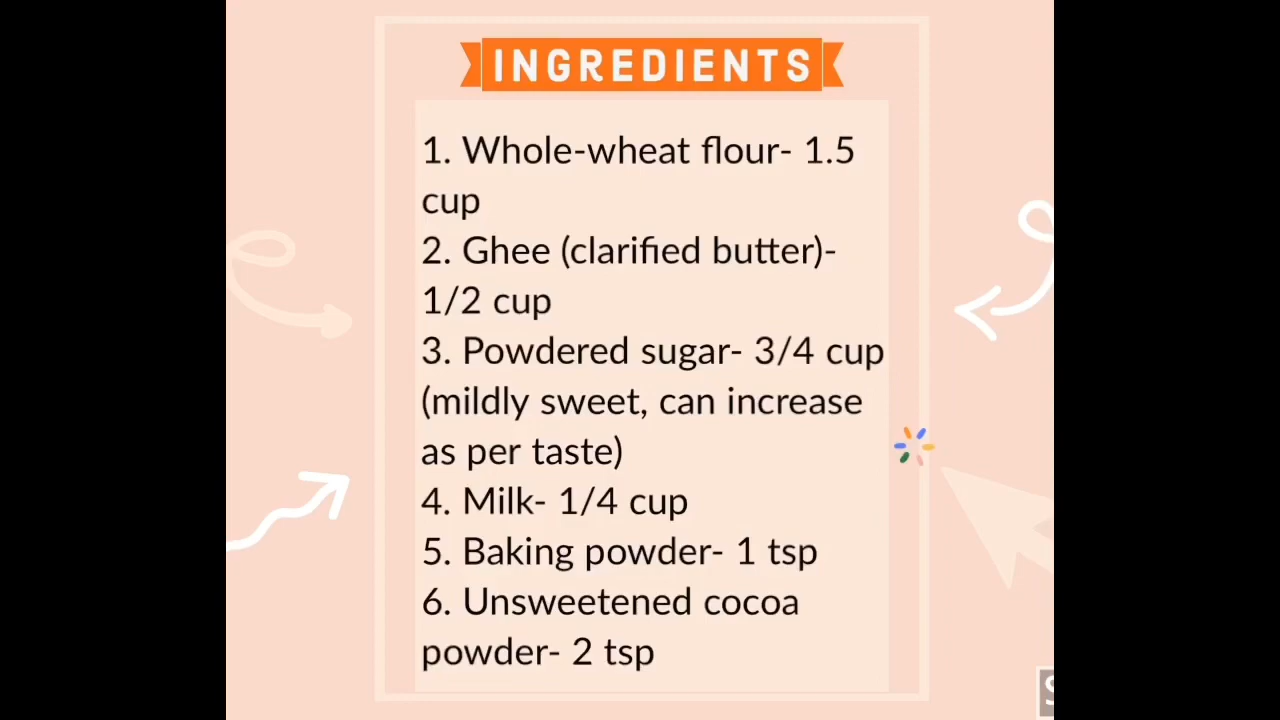 INGREDIENTS
1. Whole-wheat flour- 1.5
cup
2. Ghee (clarified butter)-
1/2 cup
3. Powdered sugar- 3/4 cup
(mildly sweet, can increase
as per taste)
4. Milk- 1/4 cup
5. Baking powder- 1 tsp
6. Unsweetened cocoa
powder- 2 tsp